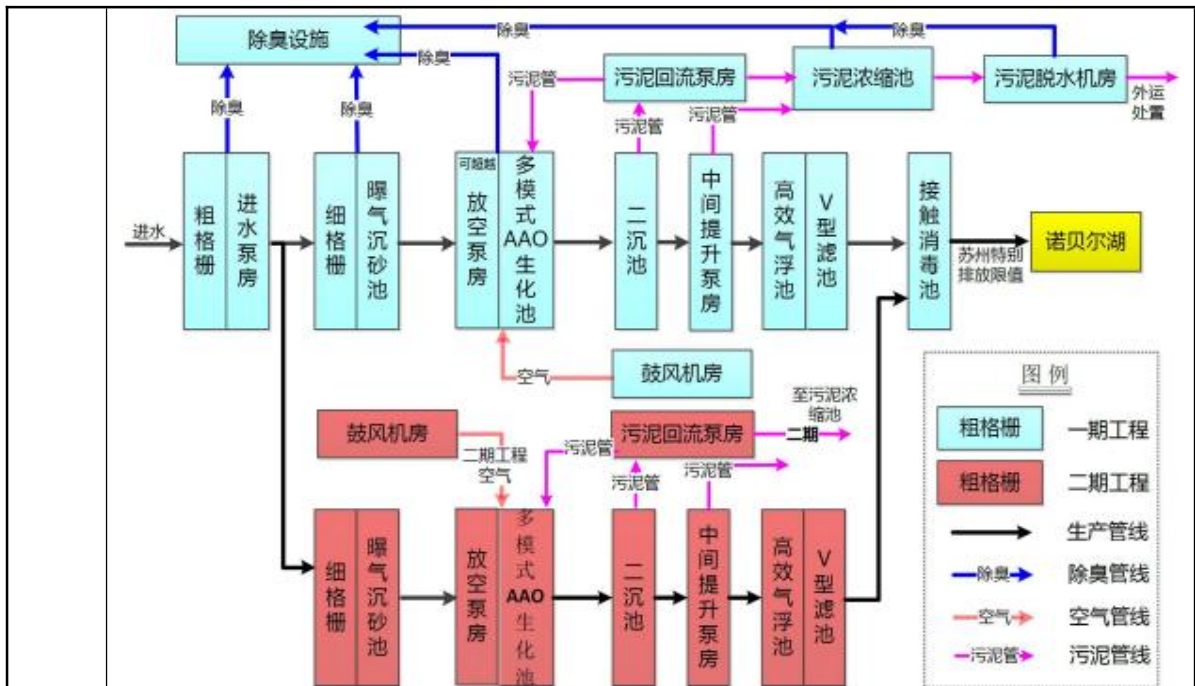 除臭设施
除臭
除臭
除臭
除臭
除臭
污泥管
污泥回流泵房
污泥浓缩池
污泥脱水机房
外运
处置
污泥管
污泥管
进水
粗格栅
进水泵房
细格栅
曝气沉砂池
可超越
放空泵房
多模式AAO生化池
二沉池
中间提升泵房
高效气浮池
V型滤池
接触消毒池
苏州特别
排放限值
诺贝尔湖
空气
鼓风机房
鼓风机房
二期工程
空气
污泥管
污泥回流泵房
至污泥浓
缩池
二期
污泥管
污泥管
细格栅
曝气沉砂池
放空泵房
多模式AAO生化池
二沉池
中间提升泵房
高效气浮池
V型滤池
图例
粗格栅
一期工程
粗格栅
二期工程
生产管线
除臭
除臭管线
空气
空气管线
污泥管
污泥管线